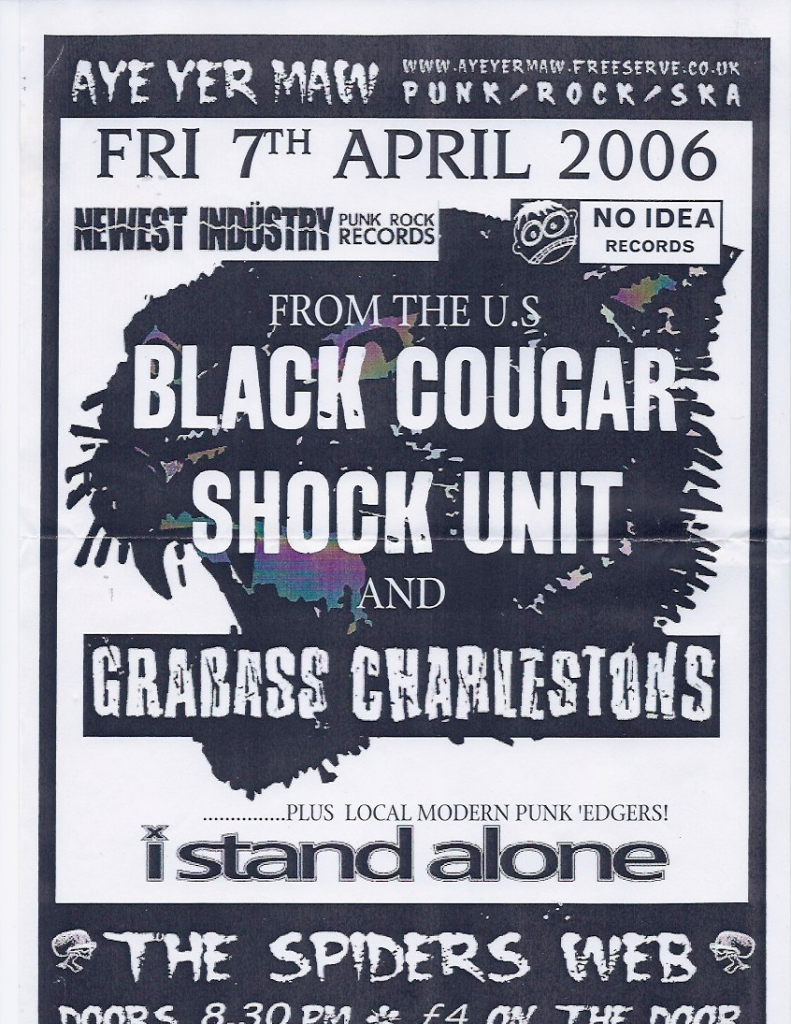 AYE YER MAW
WWW.AYEYERMAW.FREESERVE.CO.UK
PUNK/ROCK/SKA
FRI 7TH APRIL 2006
NEWEST INDÜSTRY PUNK ROCK RECORDS
NO IDEA
RECORDS
FROM THE U.S
BLACK COUGAR
SHOCK UNIT
AND
GRABASS CHARLESTONS
...............PLUS LOCAL MODERN PUNK 'EDGERS!
i stand alone
THE SPIDERS WEB
DOORS 8.30 PM * £4 ON THE DOOR